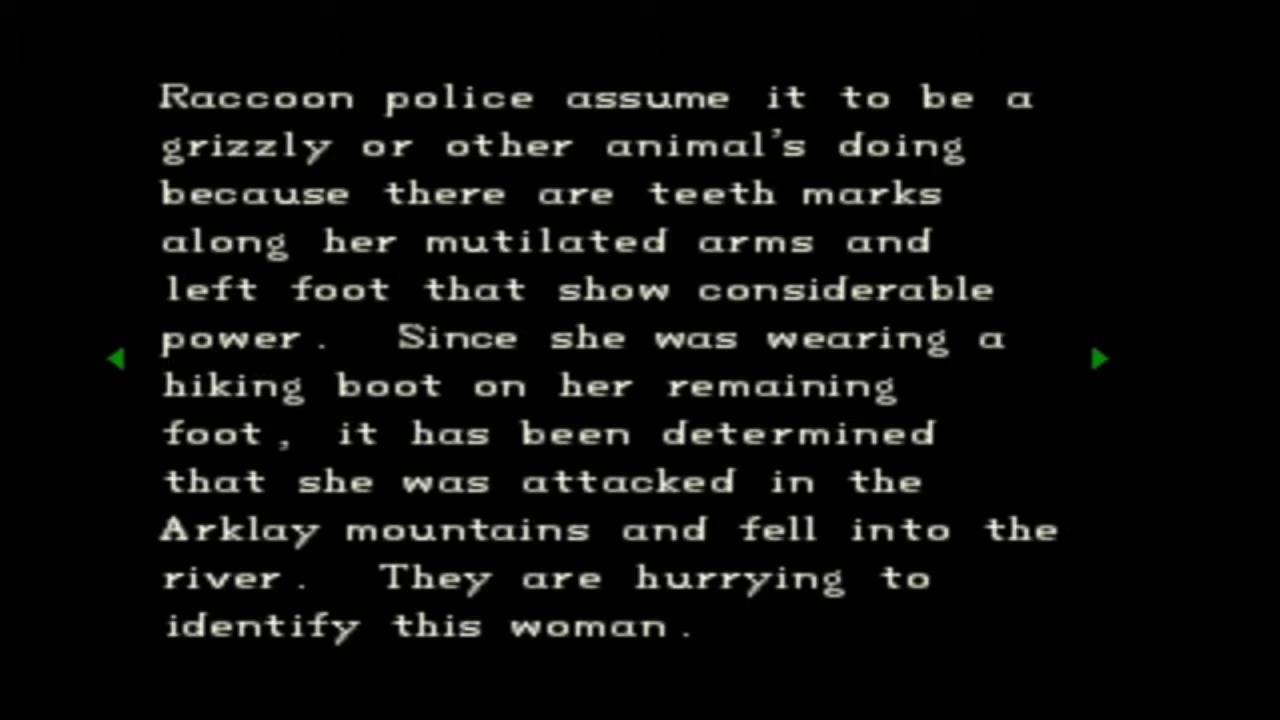 Raccoon police assume it to be a
grizzly or other animal's doing
because there are teeth marks
along her mutilated arms and
left foot that show considerable
power.  Since she was wearing a
hiking boot on her remaining
foot, it has been determined
that she was attacked in the
Arklay mountains and fell into the
river.  They are hurrying to
identify this woman.